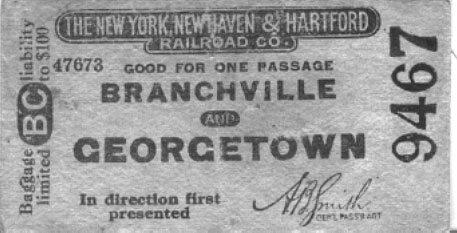 THE NEW YORK, NEW HAVEN & HARTFORD
RAILROAD CO.
47673 GOOD FOR ONE PASSAGE
BRANCHVILLE
AND
GEORGETOWN
In direction first
presented
A B Smith
GEN'L PASS'R AGT
Baggage liability
limited to $100
BC
9467